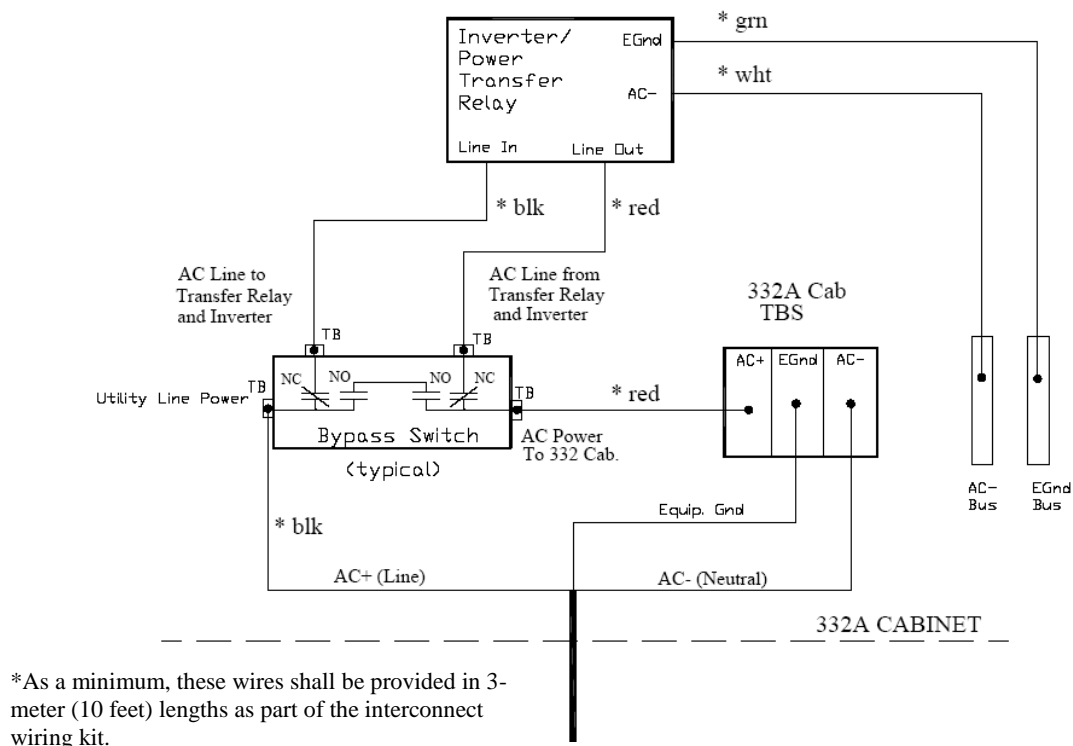 * grn
Inverter/
Power
Transfer
Relay
EGnd
* wht
AC-
Line In
Line Out
* blk
* red
AC Line to
Transfer Relay
and Inverter
AC Line from
Transfer Relay
and Inverter
332A Cab
TBS
TB
TB
AC+
EGnd
AC-
NC
NO
NO
NC
TB
TB
Utility Line Power
* red
Bypass Switch
(typical)
AC Power
To 332 Cab.
AC-
Bus
EGnd
Bus
Equip. Gnd
* blk
AC+ (Line)
AC- (Neutral)
332A CABINET
*As a minimum, these wires shall be provided in 3-
meter (10 feet) lengths as part of the interconnect
wiring kit.